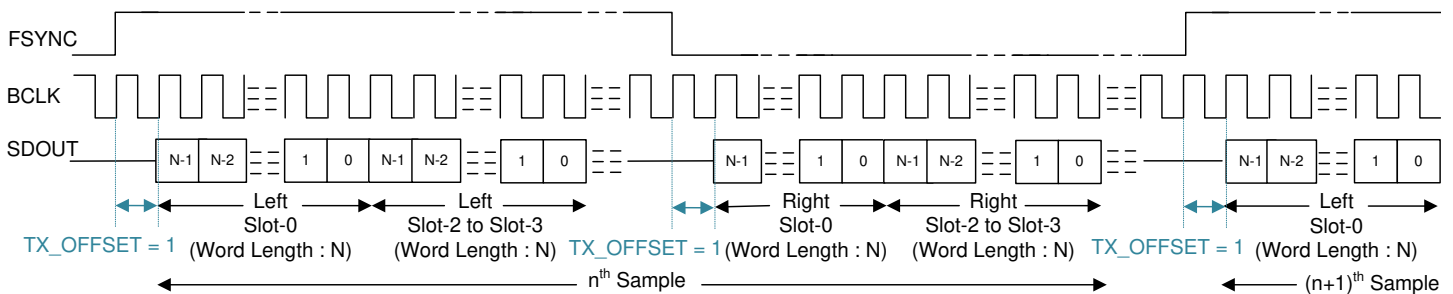 FSYNC
BCLK
SDOUT
N-1 N-2 1 0 N-1 N-2 1 0 N-1 1 0 N-1 N-2 1 0 N-1 N-2 1 0
Left Left Right Right Left
Slot-0 Slot-2 to Slot-3 Slot-0 Slot-2 to Slot-3 Slot-0
TX_OFFSET = 1 (Word Length : N) (Word Length : N) TX_OFFSET = 1 (Word Length : N) (Word Length : N) TX_OFFSET = 1 (Word Length : N)
nth Sample (n+1)th Sample